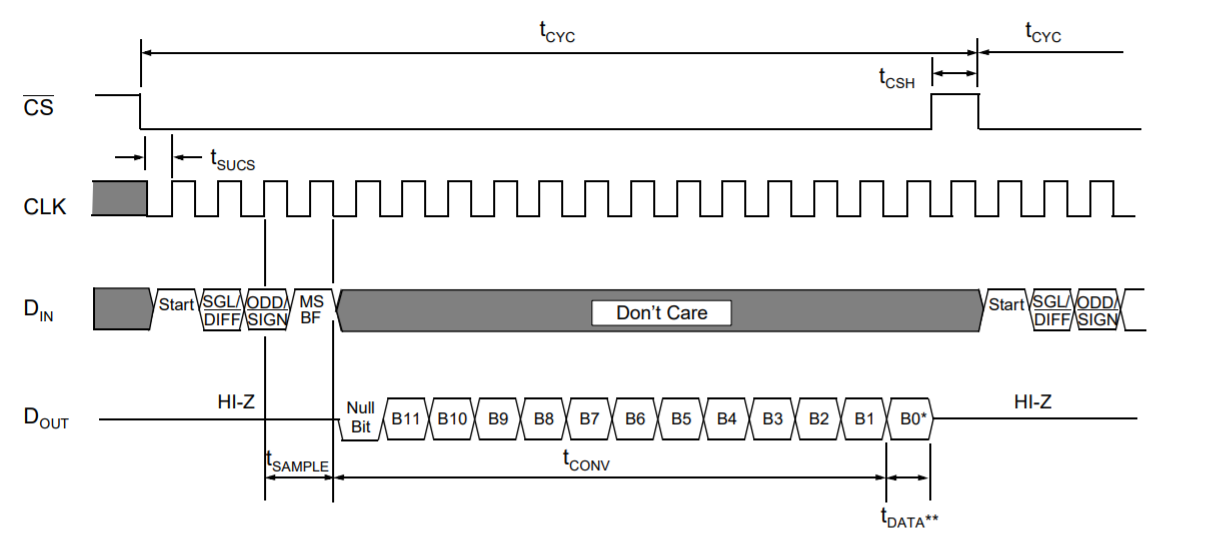 tCYC tCYC
tCSH
CS
tSUCS
CLK
DIN
Start SGL/ ODD/ MS Don't Care Start SGL/ ODD/
DIFF SIGN BF DIFF SIGN
HI-Z HI-Z
DOUT
Null B11 B10 B9 B8 B7 B6 B5 B4 B3 B2 B1 B0*
Bit
tSAMPLE tCONV
tDATA**